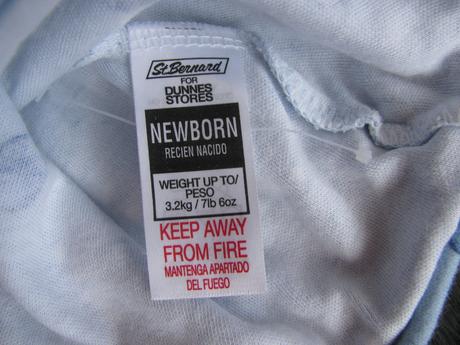 St.Bernard
FOR
DUNNES
STORES
NEWBORN
RECIEN NACIDO
WEIGHT UP TO/
PESO
3.2kg / 7lb 6oz
KEEP AWAY
FROM FIRE
MANTENGA APARTADO
DEL FUEGO